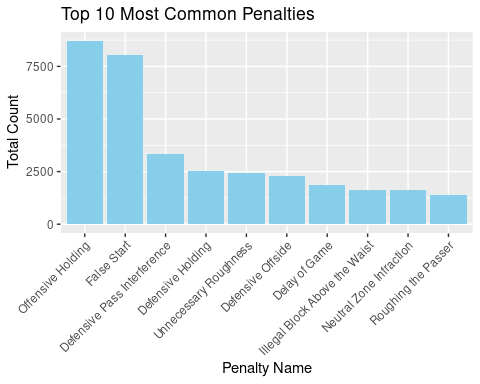 Top 10 Most Common Penalties
Total Count
7500
5000
2500
0
Offensive Holding
False Start
Defensive Pass Interference
Defensive Holding
Unnecessary Roughness
Defensive Offside
Delay of Game
Illegal Block Above the Waist
Neutral Zone Infraction
Roughing the Passer
Penalty Name